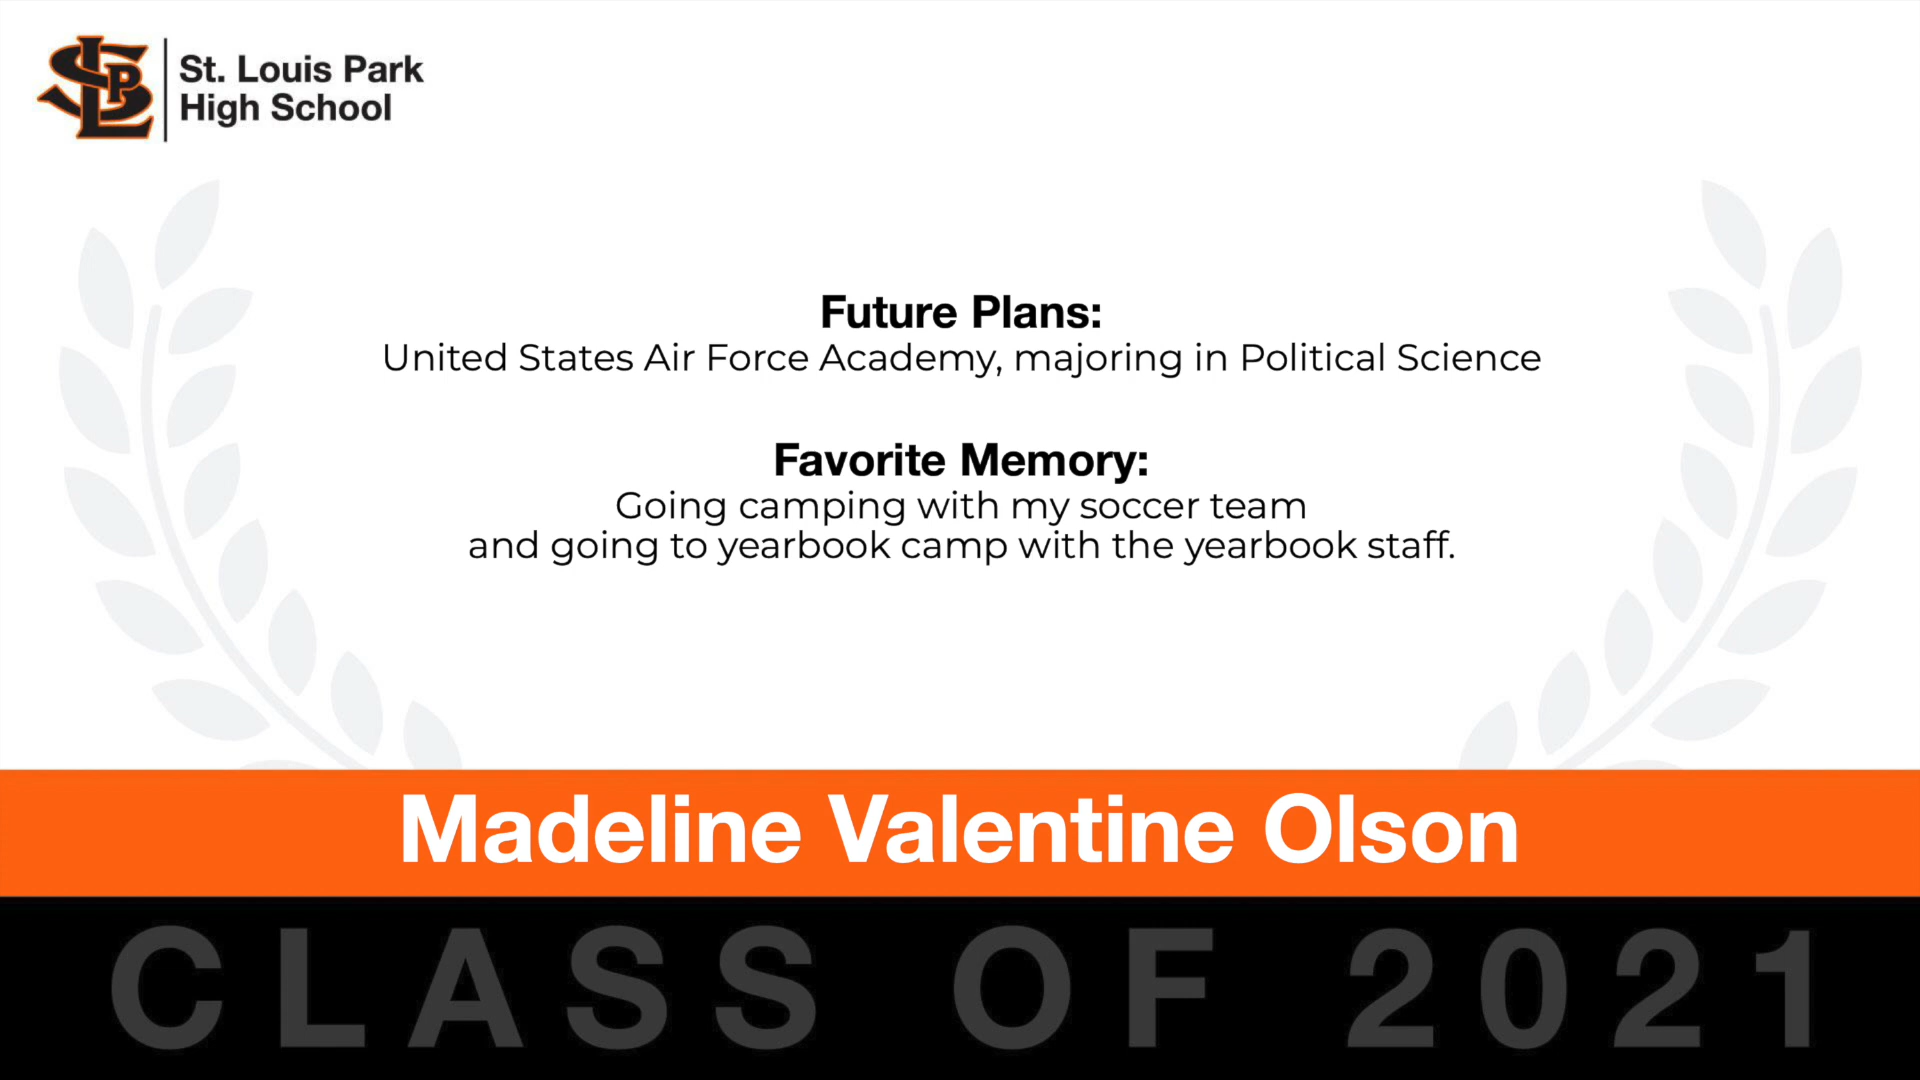 SLP
St. Louis Park
High School
Future Plans:
United States Air Force Academy, majoring in Political Science
Favorite Memory:
Going camping with my soccer team
and going to yearbook camp with the yearbook staff.
Madeline Valentine Olson
CLASS OF 2021